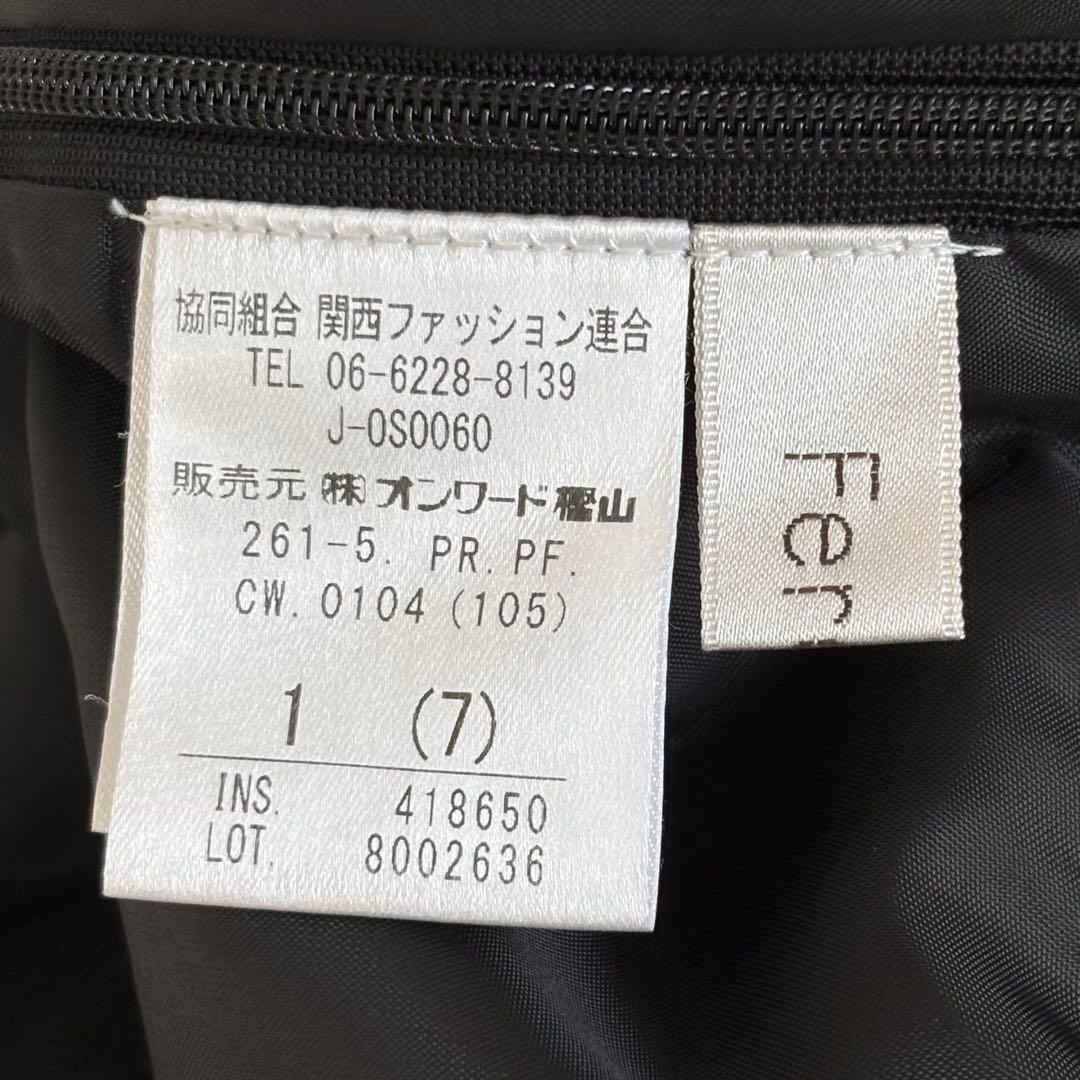 協同組合 関西ファッション連合
TEL 06-6228-8139
J-OS0060
販売元 ㈱オンワード樫山
261-5. PR. PF.
CW. 0104 (105)
1 (7)
INS. 418650
LOT. 8002636
Fer